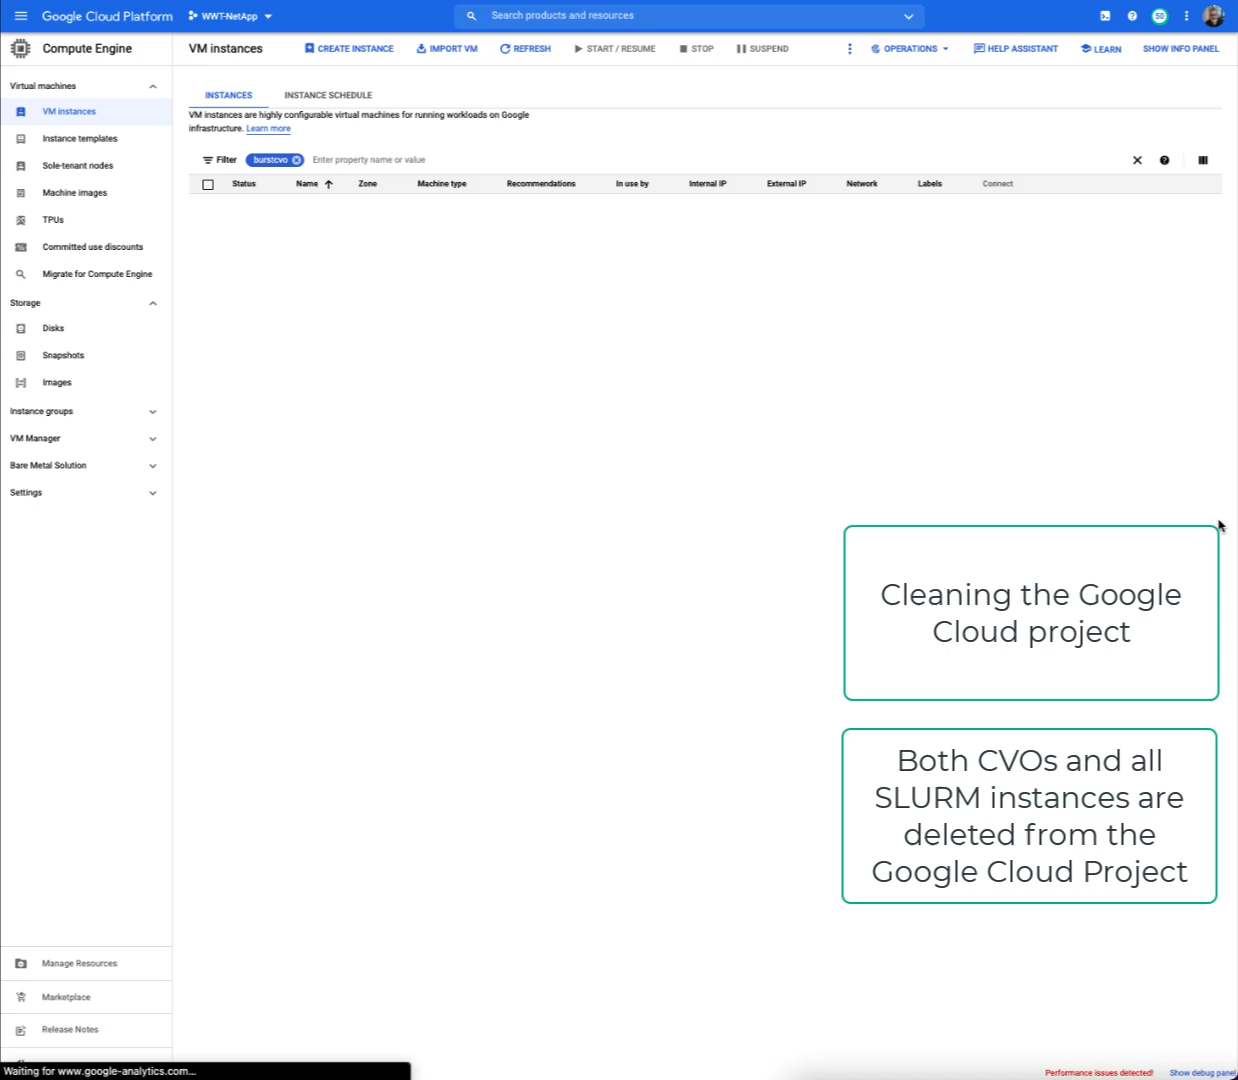 Google Cloud Platform
WWT-NetApp
Search products and resources
50
Compute Engine
VM instances
CREATE INSTANCE
IMPORT VM
REFRESH
START / RESUME
STOP
SUSPEND
OPERATIONS
HELP ASSISTANT
LEARN
SHOW INFO PANEL
Virtual machines
VM instances
Instance templates
Sole-tenant nodes
Machine images
TPUs
Committed use discounts
Migrate for Compute Engine
Storage
Disks
Snapshots
Images
Instance groups
VM Manager
Bare Metal Solution
Settings
INSTANCES
INSTANCE SCHEDULE
VM instances are highly configurable virtual machines for running workloads on Google
infrastructure. Learn more
Filter burstcvo Enter property name or value
Status Name Zone Machine type Recommendations In use by Internal IP External IP Network Labels Connect
Cleaning the Google
Cloud project
Both CVOs and all
SLURM instances are
deleted from the
Google Cloud Project
Manage Resources
Marketplace
Release Notes
Waiting for www.google-analytics.com...
Performance issues detected! Show debug panel